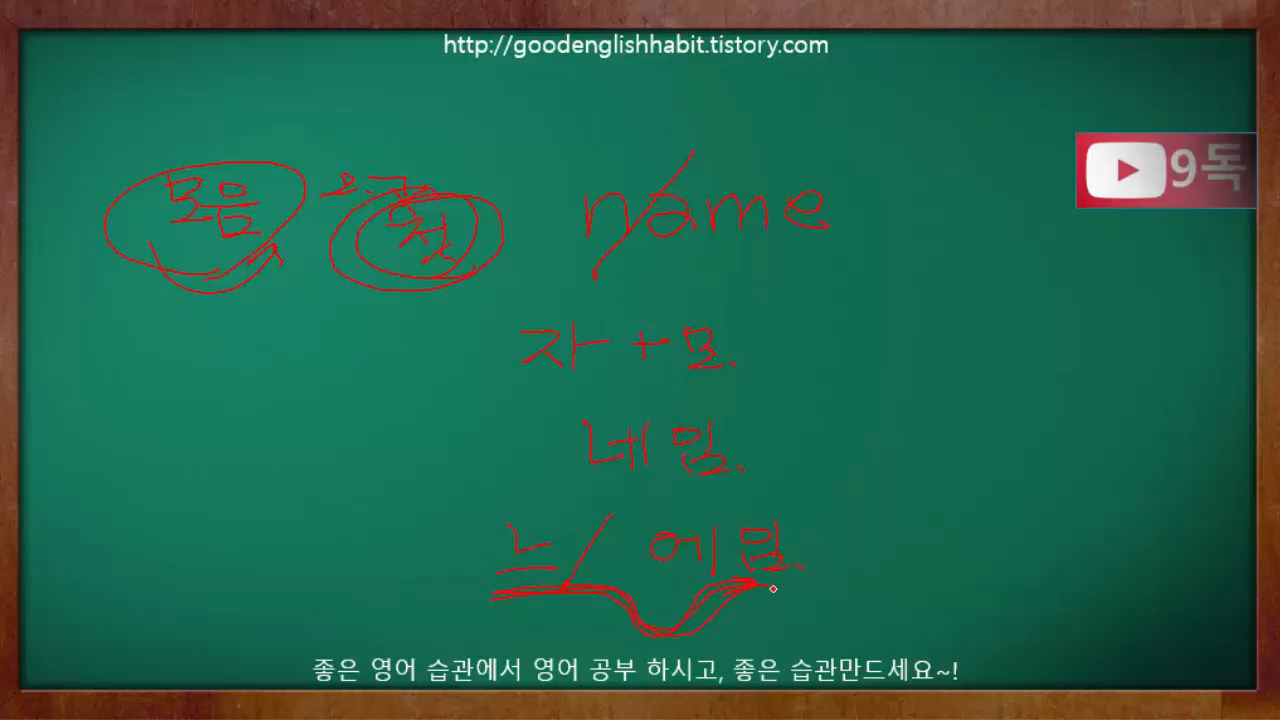 http://goodenglishhabit.tistory.com
9독
모음
name
자 + 모.
네임.
느/에임.
좋은 영어 습관에서 영어 공부 하시고, 좋은 습관만드세요~!